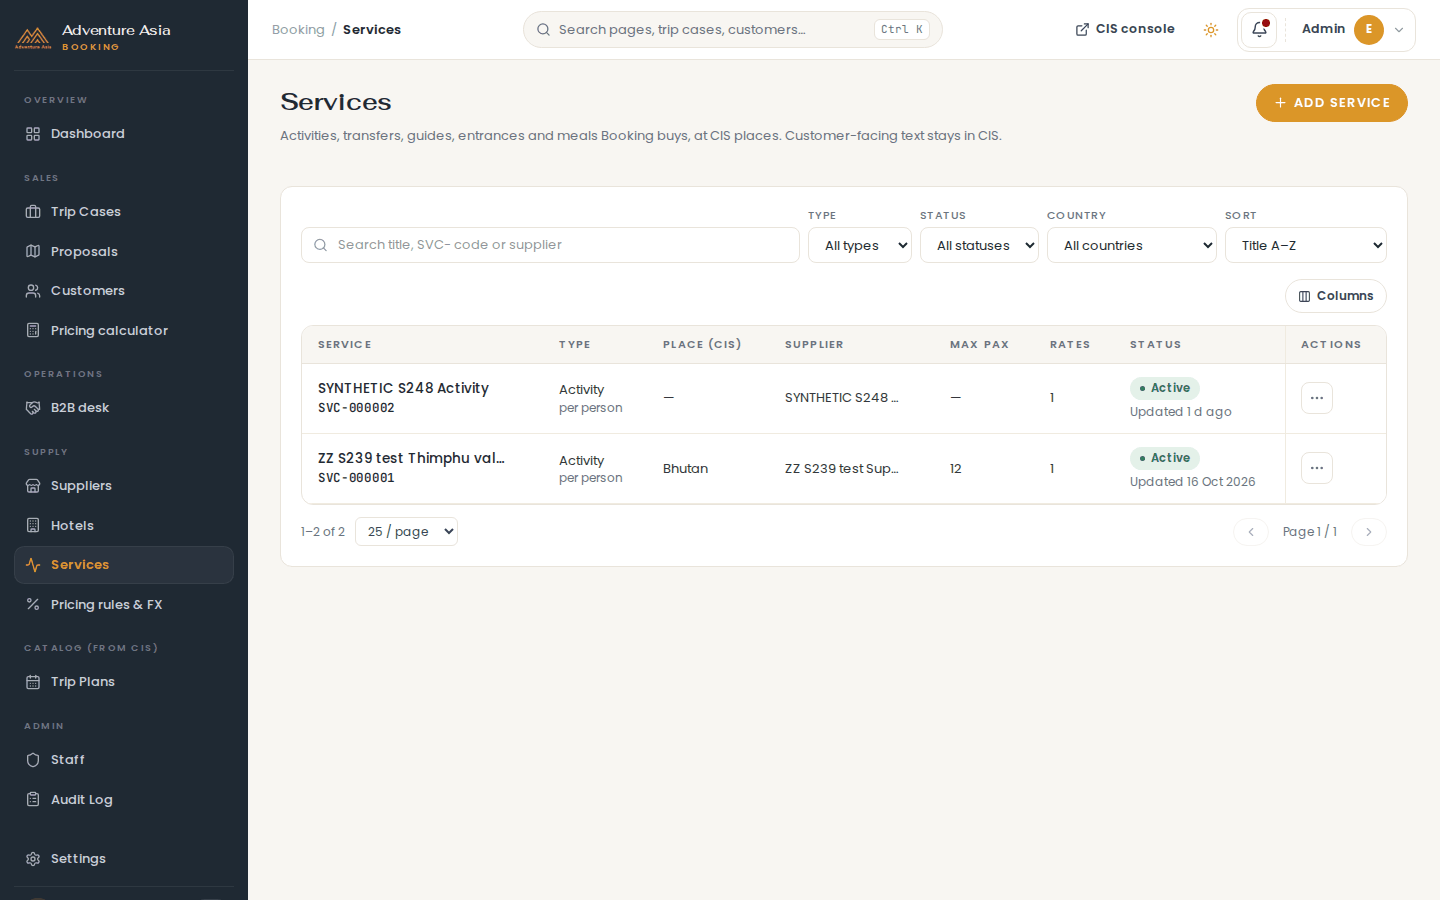 Adventure Asia
Adventure Asia
BOOKING
OVERVIEW
Dashboard
SALES
Trip Cases
Proposals
Customers
Pricing calculator
OPERATIONS
B2B desk
SUPPLY
Suppliers
Hotels
Services
Pricing rules & FX
CATALOG (FROM CIS)
Trip Plans
ADMIN
Staff
Audit Log
Settings
Booking / Services
Search pages, trip cases, customers…
Ctrl K
CIS console
Admin
E
Services
Activities, transfers, guides, entrances and meals Booking buys, at CIS places. Customer-facing text stays in CIS.
ADD SERVICE
TYPE STATUS COUNTRY SORT
Search title, SVC- code or supplier All types All statuses All countries Title A–Z
Columns
SERVICE TYPE PLACE (CIS) SUPPLIER MAX PAX RATES STATUS ACTIONS
SYNTHETIC S248 Activity
SVC-000002
Activity
per person
—
SYNTHETIC S248 …
—
1
Active
Updated 1 d ago
ZZ S239 test Thimphu val…
SVC-000001
Activity
per person
Bhutan
ZZ S239 test Sup…
12
1
Active
Updated 16 Oct 2026
1–2 of 2 25 / page Page 1 / 1